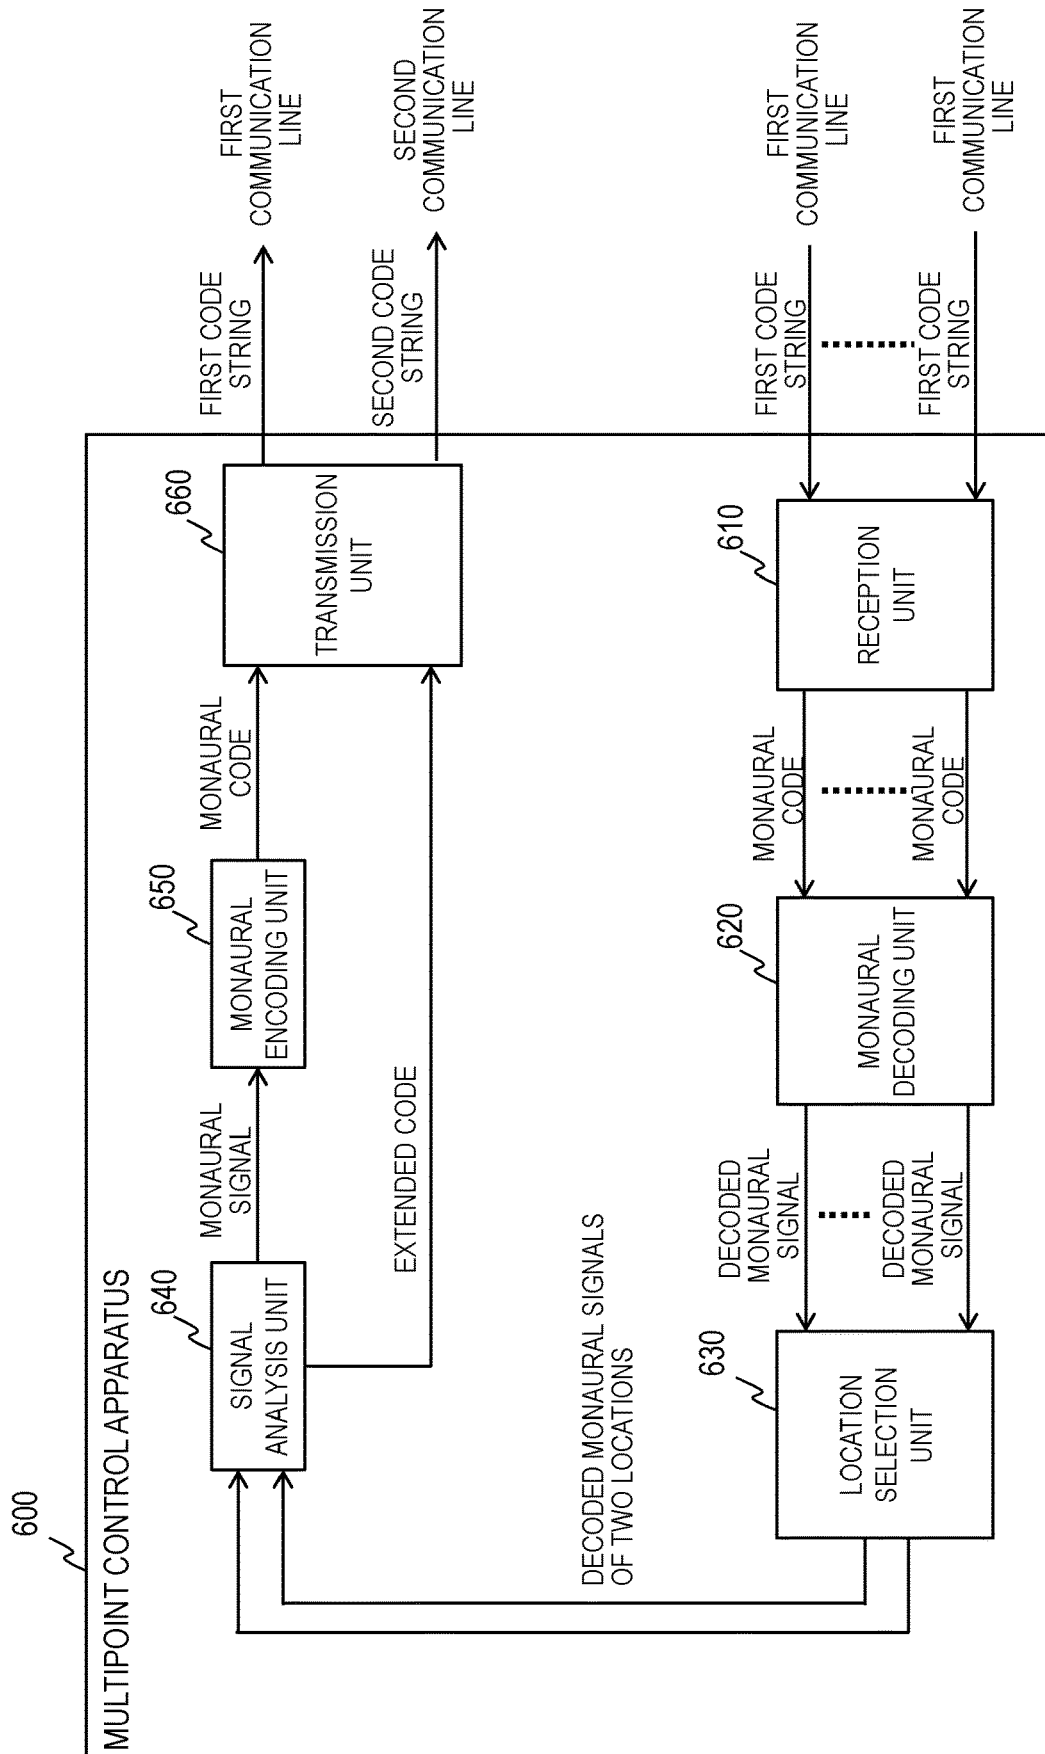 600
MULTIPOINT CONTROL APPARATUS
640
SIGNAL
ANALYSIS UNIT
MONAURAL
SIGNAL
650
MONAURAL
ENCODING UNIT
MONAURAL
CODE
660
TRANSMISSION
UNIT
FIRST CODE
STRING
FIRST
COMMUNICATION
LINE
EXTENDED CODE
SECOND CODE
STRING
SECOND
COMMUNICATION
LINE
DECODED MONAURAL SIGNALS
OF TWO LOCATIONS
630
LOCATION
SELECTION
UNIT
DECODED
MONAURAL
SIGNAL
DECODED
MONAURAL
SIGNAL
620
MONAURAL
DECODING UNIT
MONAURAL
CODE
MONAURAL
CODE
610
RECEPTION
UNIT
FIRST CODE
STRING
FIRST CODE
STRING
FIRST
COMMUNICATION
LINE
FIRST
COMMUNICATION
LINE